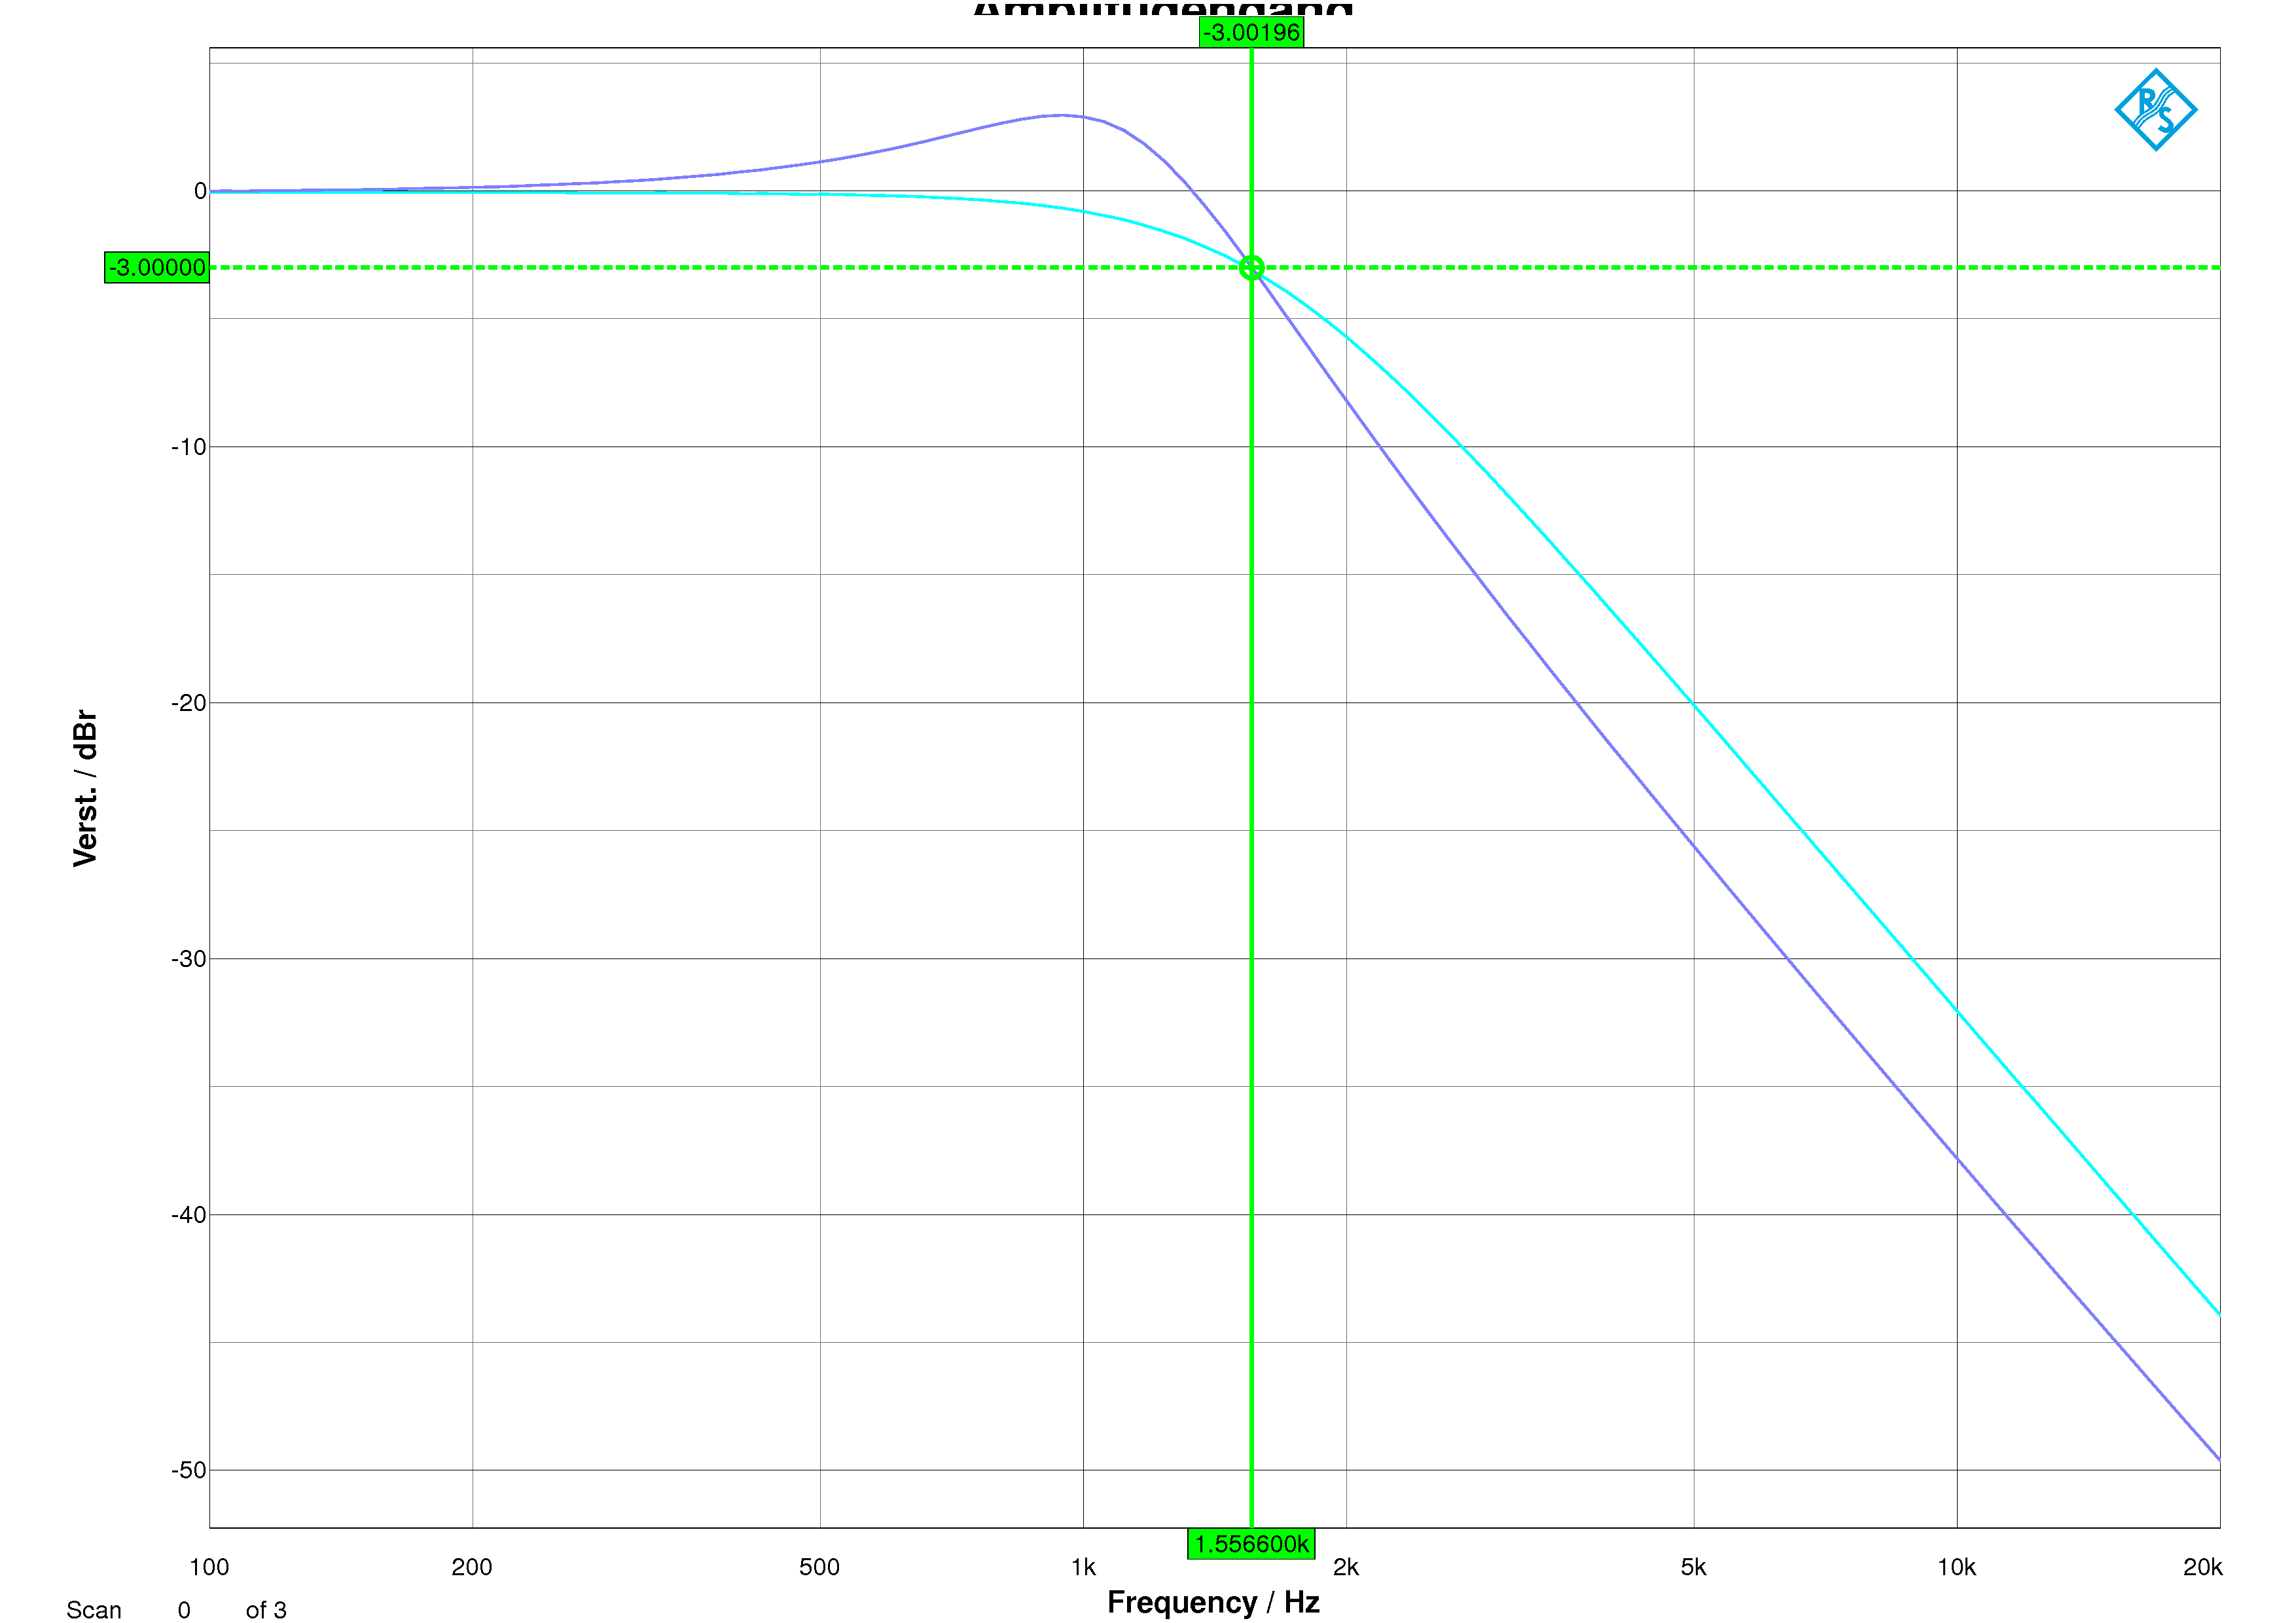 -3.00196
R
S
0
-3.00000
-10
-20
Verst. / dBr
-30
-40
-50
1.556600k
100 200 500 1k 2k 5k 10k 20k
Frequency / Hz
Scan 0 of 3